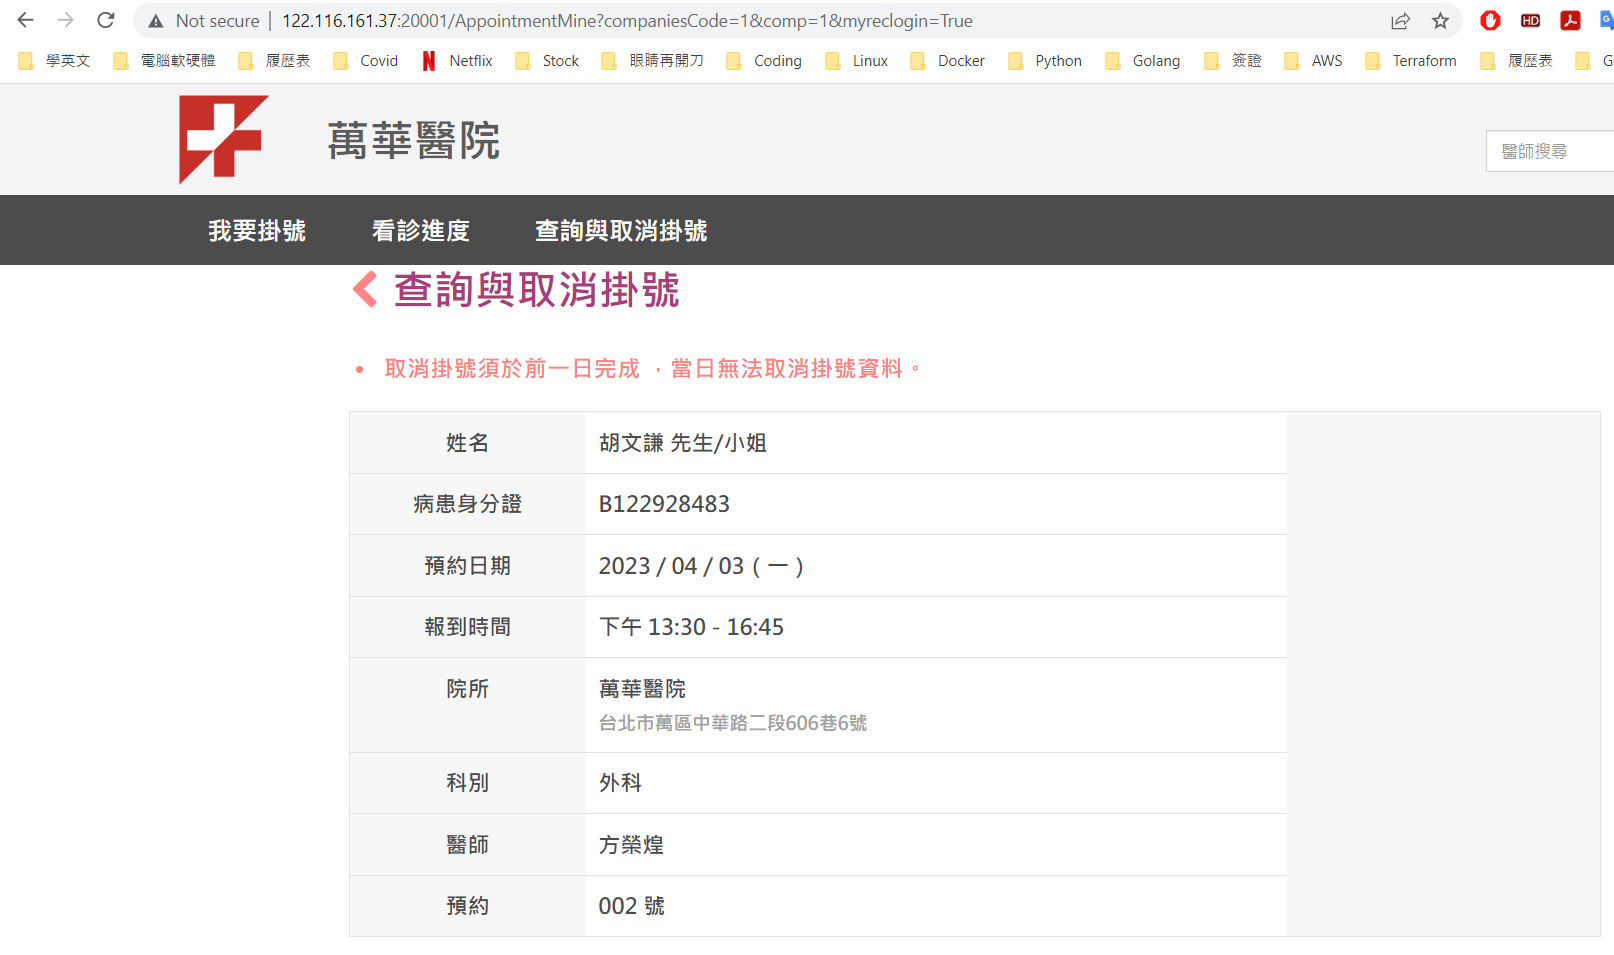 Not secure | 122.116.161.37:20001/AppointmentMine?companiesCode=1&comp=1&myreclogin=True HD
學英文 電腦軟硬體 履歷表 Covid N Netflix Stock 眼睛再開刀 Coding Linux Docker Python Golang 簽證 AWS Terraform 履歷表 G
萬華醫院
醫師搜尋
我要掛號 看診進度 查詢與取消掛號
查詢與取消掛號
• 取消掛號須於前一日完成 ，當日無法取消掛號資料。
姓名 胡文謙 先生/小姐
病患身分證 B122928483
預約日期 2023 / 04 / 03 ( 一 )
報到時間 下午 13:30 - 16:45
院所 萬華醫院
台北市萬區中華路二段606巷6號
科別 外科
醫師 方榮煌
預約 002 號